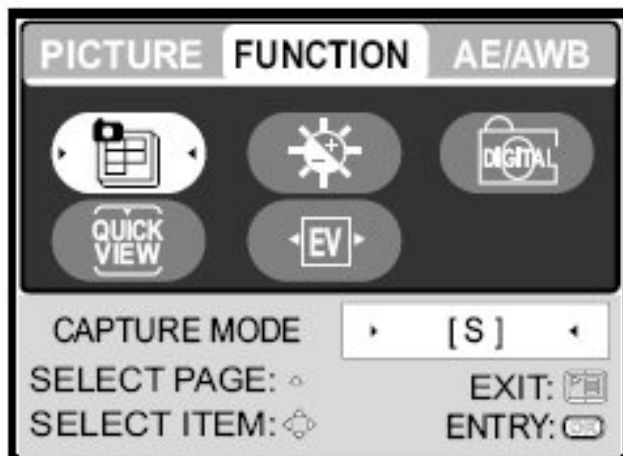 PICTURE FUNCTION AE/AWB
DIGITAL
QUICK
VIEW
EV
CAPTURE MODE [S]
SELECT PAGE: EXIT:
SELECT ITEM: ENTRY: